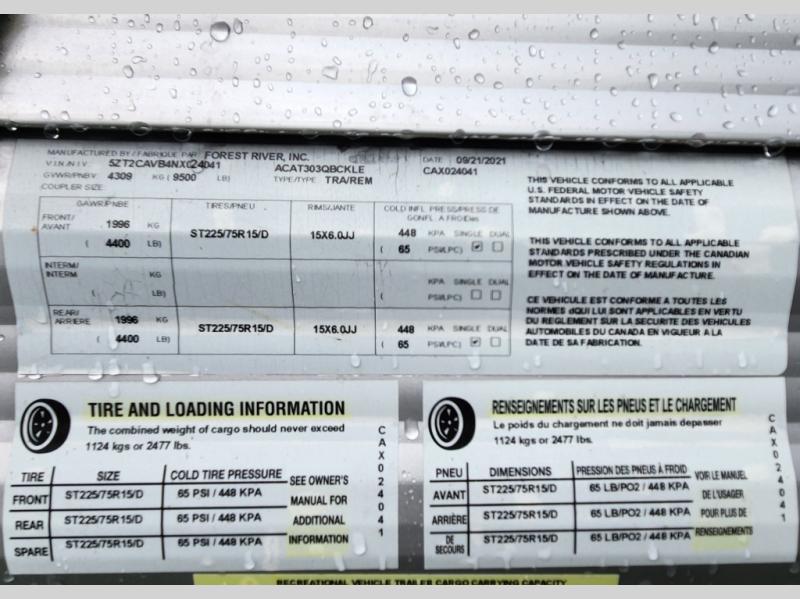 MANUFACTURED BY / FABRIQUE PAR FOREST RIVER, INC. DATE 09/21/2021
V.I.N./N.I.V. 5ZT2CAVB4NX024041 ACAT303QBCKLE CAX024041
GVWR/PNBV 4309 KG ( 9500 LB) TYPE/TYPE TRA/REM
COUPLER SIZE
GAWR/PNBE TIRES/PNEU RIMS/JANTE COLD INFL PRESS/PRESS DE
GONFL A FROID
FRONT/
AVANT 1996 KG ST225/75R15/D 15X6.0JJ 448 KPA SINGLE DUAL
( 4400 LB) ( 65 PSI/LPC)
INTERM/
INTERM KG KPA SINGLE DUAL
( LB) ( PSI/LPC)
REAR/
ARRIERE 1996 KG ST225/75R15/D 15X6.0JJ 448 KPA SINGLE DUAL
( 4400 LB) ( 65 PSI/LPC)
THIS VEHICLE CONFORMS TO ALL APPLICABLE
U.S. FEDERAL MOTOR VEHICLE SAFETY
STANDARDS IN EFFECT ON THE DATE OF
MANUFACTURE SHOWN ABOVE.
THIS VEHICLE CONFORMS TO ALL APPLICABLE
STANDARDS PRESCRIBED UNDER THE CANADIAN
MOTOR VEHICLE SAFETY REGULATIONS IN
EFFECT ON THE DATE OF MANUFACTURE.
CE VEHICULE EST CONFORME A TOUTES LES
NORMES dQUI LUI SONT APPLICABLES EN VERTU
DU REGLEMENT SUR LA SECURITE DES VEHICULES
AUTOMOBILES DU CANADA EN VIGUEUR A LA
DATE DE SA FABRICATION.
TIRE AND LOADING INFORMATION
The combined weight of cargo should never exceed
1124 kgs or 2477 lbs.
TIRE SIZE COLD TIRE PRESSURE
FRONT ST225/75R15/D 65 PSI / 448 KPA
REAR ST225/75R15/D 65 PSI / 448 KPA
SPARE ST225/75R15/D 65 PSI / 448 KPA
SEE OWNER'S
MANUAL FOR
ADDITIONAL
INFORMATION
CAX024041
RENSEIGNEMENTS SUR LES PNEUS ET LE CHARGEMENT
Le poids du chargement ne doit jamais depasser
1124 kgs or 2477 lbs.
PNEU DIMENSIONS PRESSION DES PNEUS À FROID
AVANT ST225/75R15/D 65 LB/PO2 / 448 KPA
ARRIÈRE ST225/75R15/D 65 LB/PO2 / 448 KPA
DE
SECOURS ST225/75R15/D 65 LB/PO2 / 448 KPA
VOIR LE MANUEL
DE L'USAGER
POUR PLUS DE
RENSEIGNEMENTS
CAX024041
RECREATIONAL VEHICLE TRAILER CARGO CARRYING CAPACITY